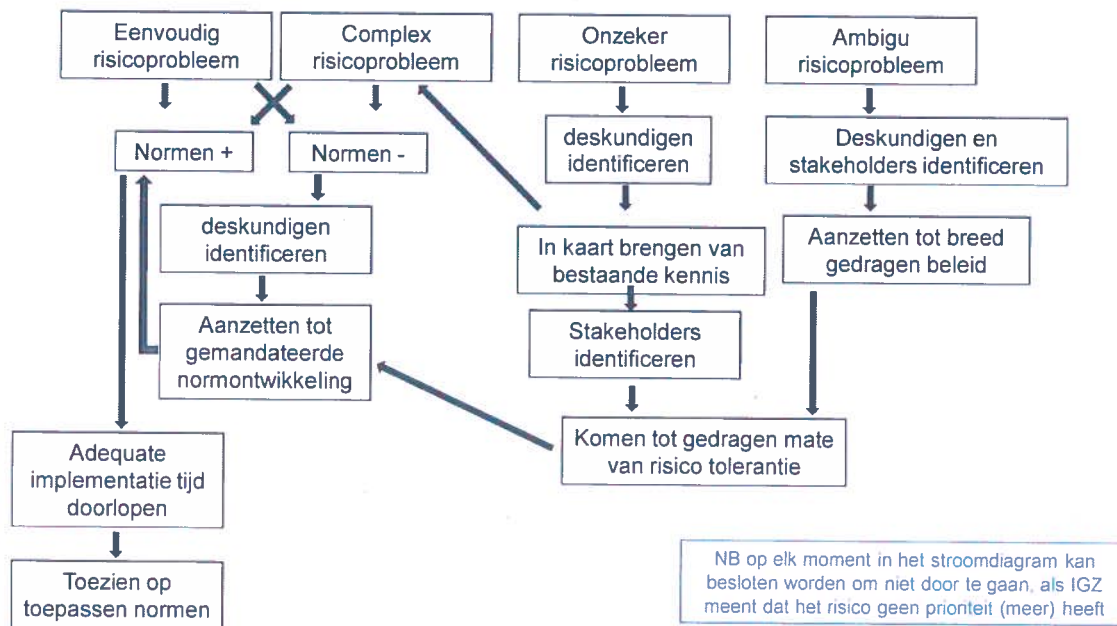 Eenvoudig
risicoprobleem
Complex
risicoprobleem
Onzeker
risicoprobleem
Ambigu
risicoprobleem
Normen +
Normen -
deskundigen
identificeren
Deskundigen en
stakeholders identificeren
deskundigen
identificeren
In kaart brengen van
bestaande kennis
Aanzetten tot breed
gedragen beleid
Aanzetten tot
gemandateerde
normontwikkeling
Stakeholders
identificeren
Adequate
implementatie tijd
doorlopen
Komen tot gedragen mate
van risico tolerantie
Toezien op
toepassen normen
NB op elk moment in het stroomdiagram kan
besloten worden om niet door te gaan, als IGZ
meent dat het risico geen prioriteit (meer) heeft